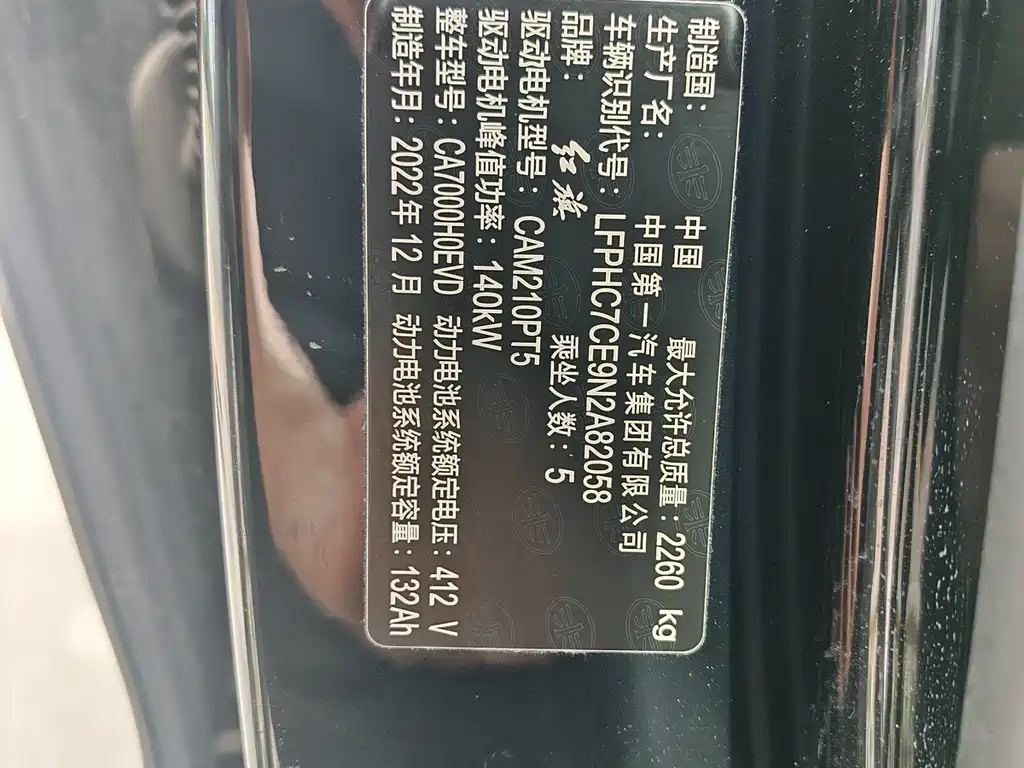 制造国： 中国 最大允许总质量：2260 kg
生产厂名： 中国第一汽车集团有限公司
车辆识别代号：LFPHC7CE9N2A82058
品牌： 红旗 乘坐人数：5
驱动电机型号：CAM210PT5
驱动电机峰值功率：140kW
整车型号：CA7000H0EVD 动力电池系统额定电压：412 V
制造年月：2022年12月 动力电池系统额定容量：132Ah